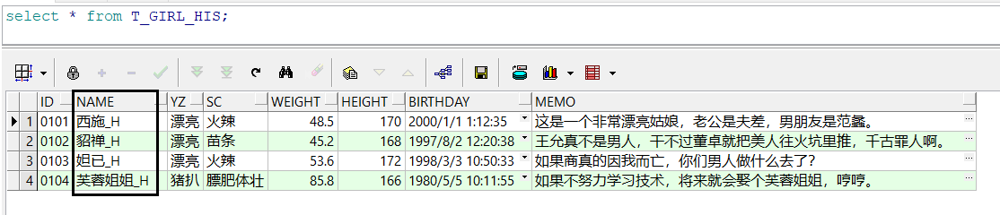 select * from T_GIRL_HIS;
ID NAME YZ SC WEIGHT HEIGHT BIRTHDAY MEMO
1 0101 西施_H 漂亮 火辣 48.5 170 2000/1/1 1:12:35 这是一个非常漂亮姑娘，老公是夫差，男朋友是范蠡。
2 0102 貂禅_H 漂亮 苗条 45.2 168 1997/8/2 12:20:38 王允真不是男人，干不过董卓就把美人往火坑里推，千古罪人啊。
3 0103 妲已_H 漂亮 火辣 53.6 172 1998/3/3 10:50:33 如果商真的因我而亡，你们男人做什么去了？
4 0104 芙蓉姐姐_H 猪扒 膘肥体壮 85.8 166 1980/5/5 10:11:55 如果不努力学习技术，将来就会娶个芙蓉姐姐，哼哼。